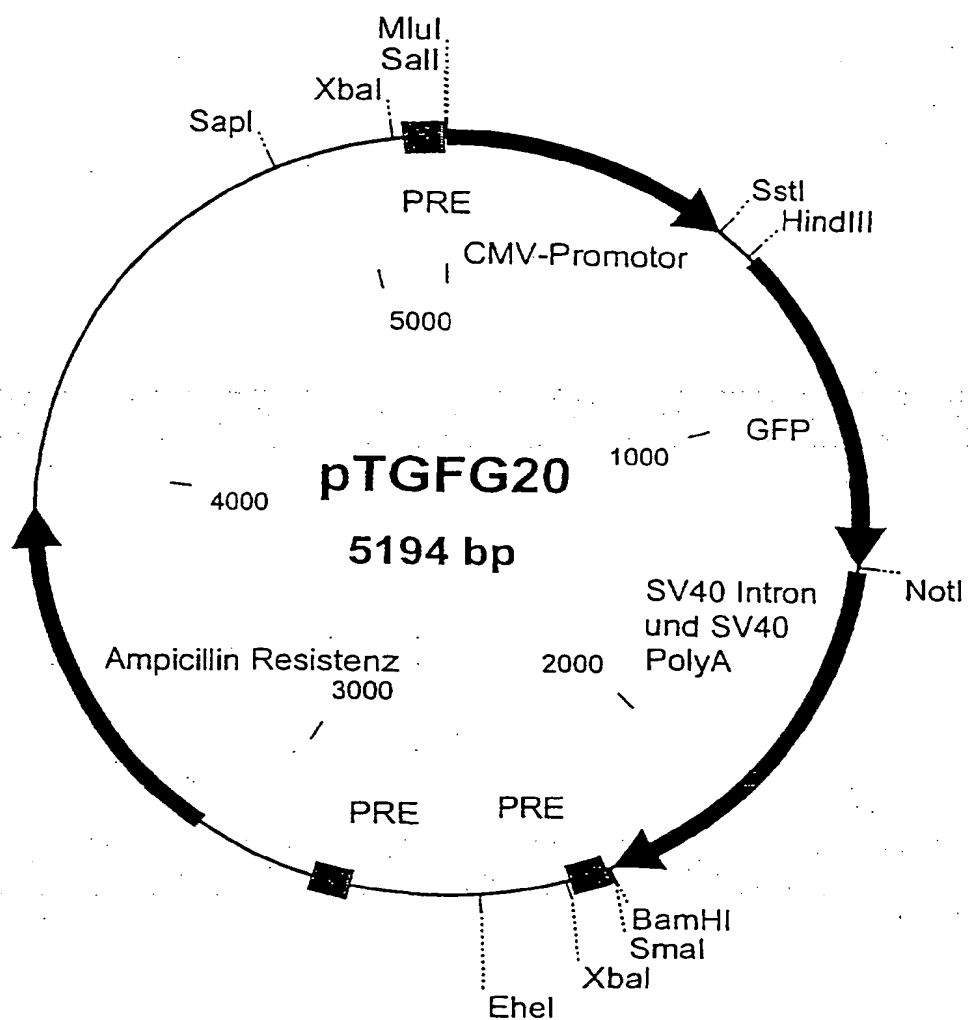 MluI
SalI
XbaI
SapI
PRE
SstI
HindIII
CMV-Promotor
5000
GFP
1000
pTGFG20
4000
5194 bp
NotI
SV40 Intron
und SV40
PolyA
Ampicillin Resistenz
2000
3000
PRE
PRE
BamHI
SmaI
XbaI
EheI